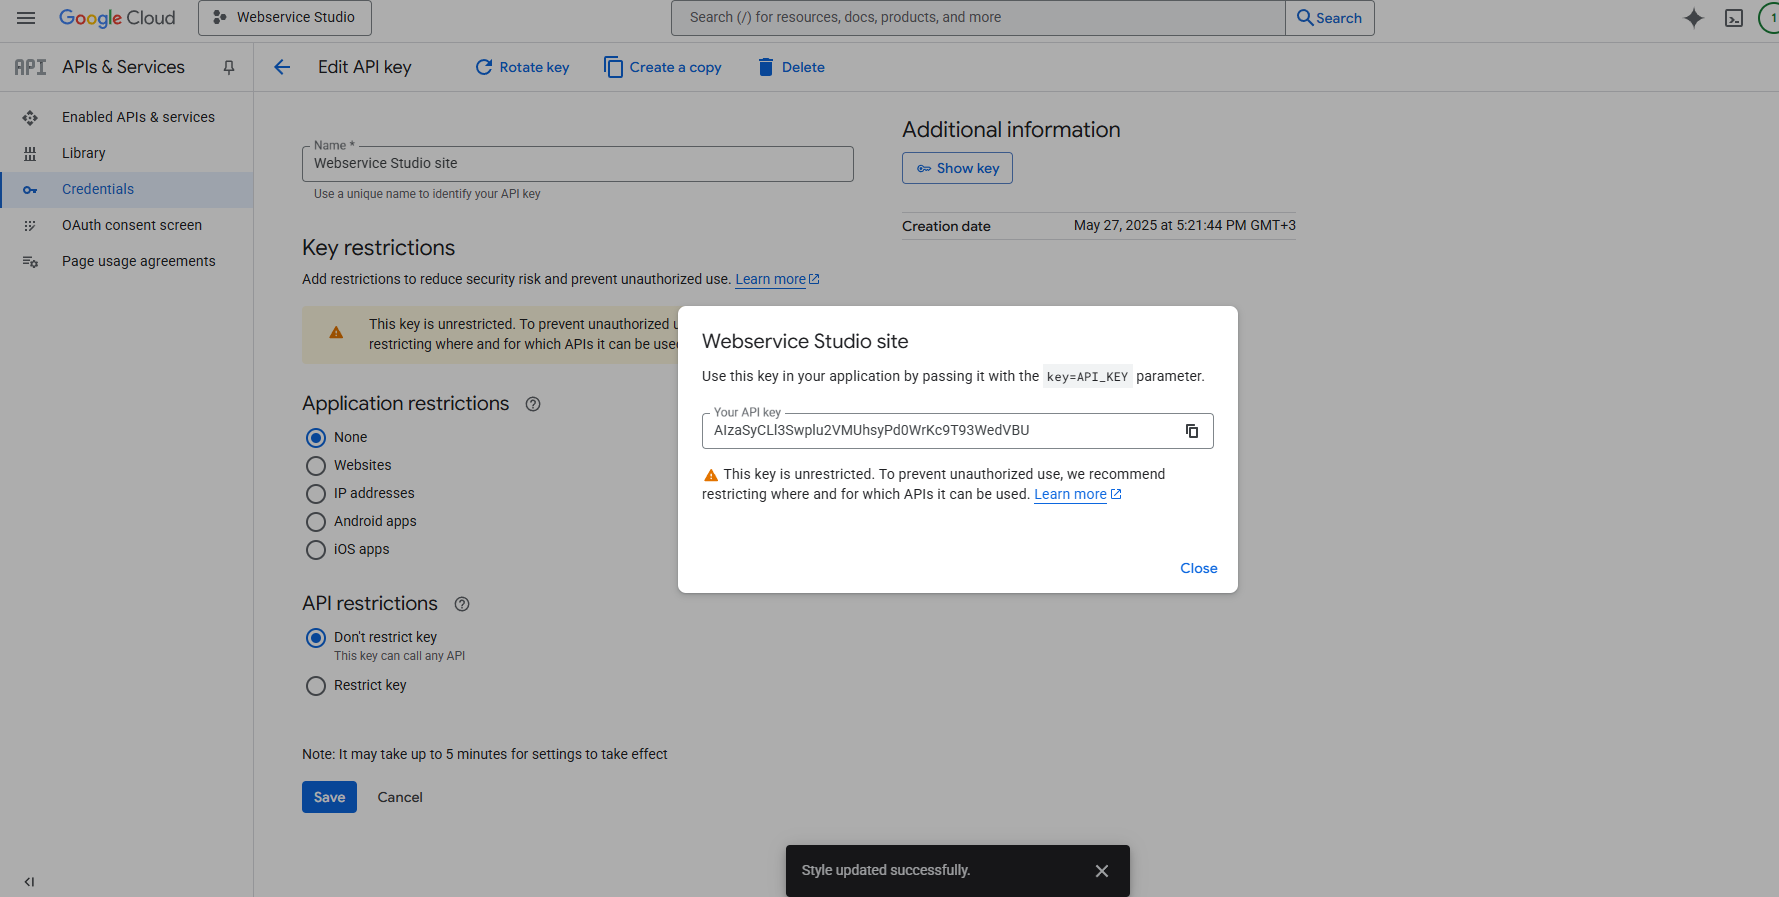 Google Cloud
Webservice Studio
Search (/) for resources, docs, products, and more
Search
1
API
APIs & Services
Edit API key
Rotate key
Create a copy
Delete
Enabled APIs & services
Library
Credentials
OAuth consent screen
Page usage agreements
Name *
Webservice Studio site
Use a unique name to identify your API key
Key restrictions
Add restrictions to reduce security risk and prevent unauthorized use. Learn more
This key is unrestricted. To prevent unauthorized
restricting where and for which APIs it can be used
Application restrictions
None
Websites
IP addresses
Android apps
iOS apps
API restrictions
Don't restrict key
This key can call any API
Restrict key
Note: It may take up to 5 minutes for settings to take effect
Save
Cancel
Additional information
Show key
Creation date
May 27, 2025 at 5:21:44 PM GMT+3
Webservice Studio site
Use this key in your application by passing it with the key=API_KEY parameter.
Your API key
This key is unrestricted. To prevent unauthorized use, we recommend
restricting where and for which APIs it can be used. Learn more
Close
Style updated successfully.